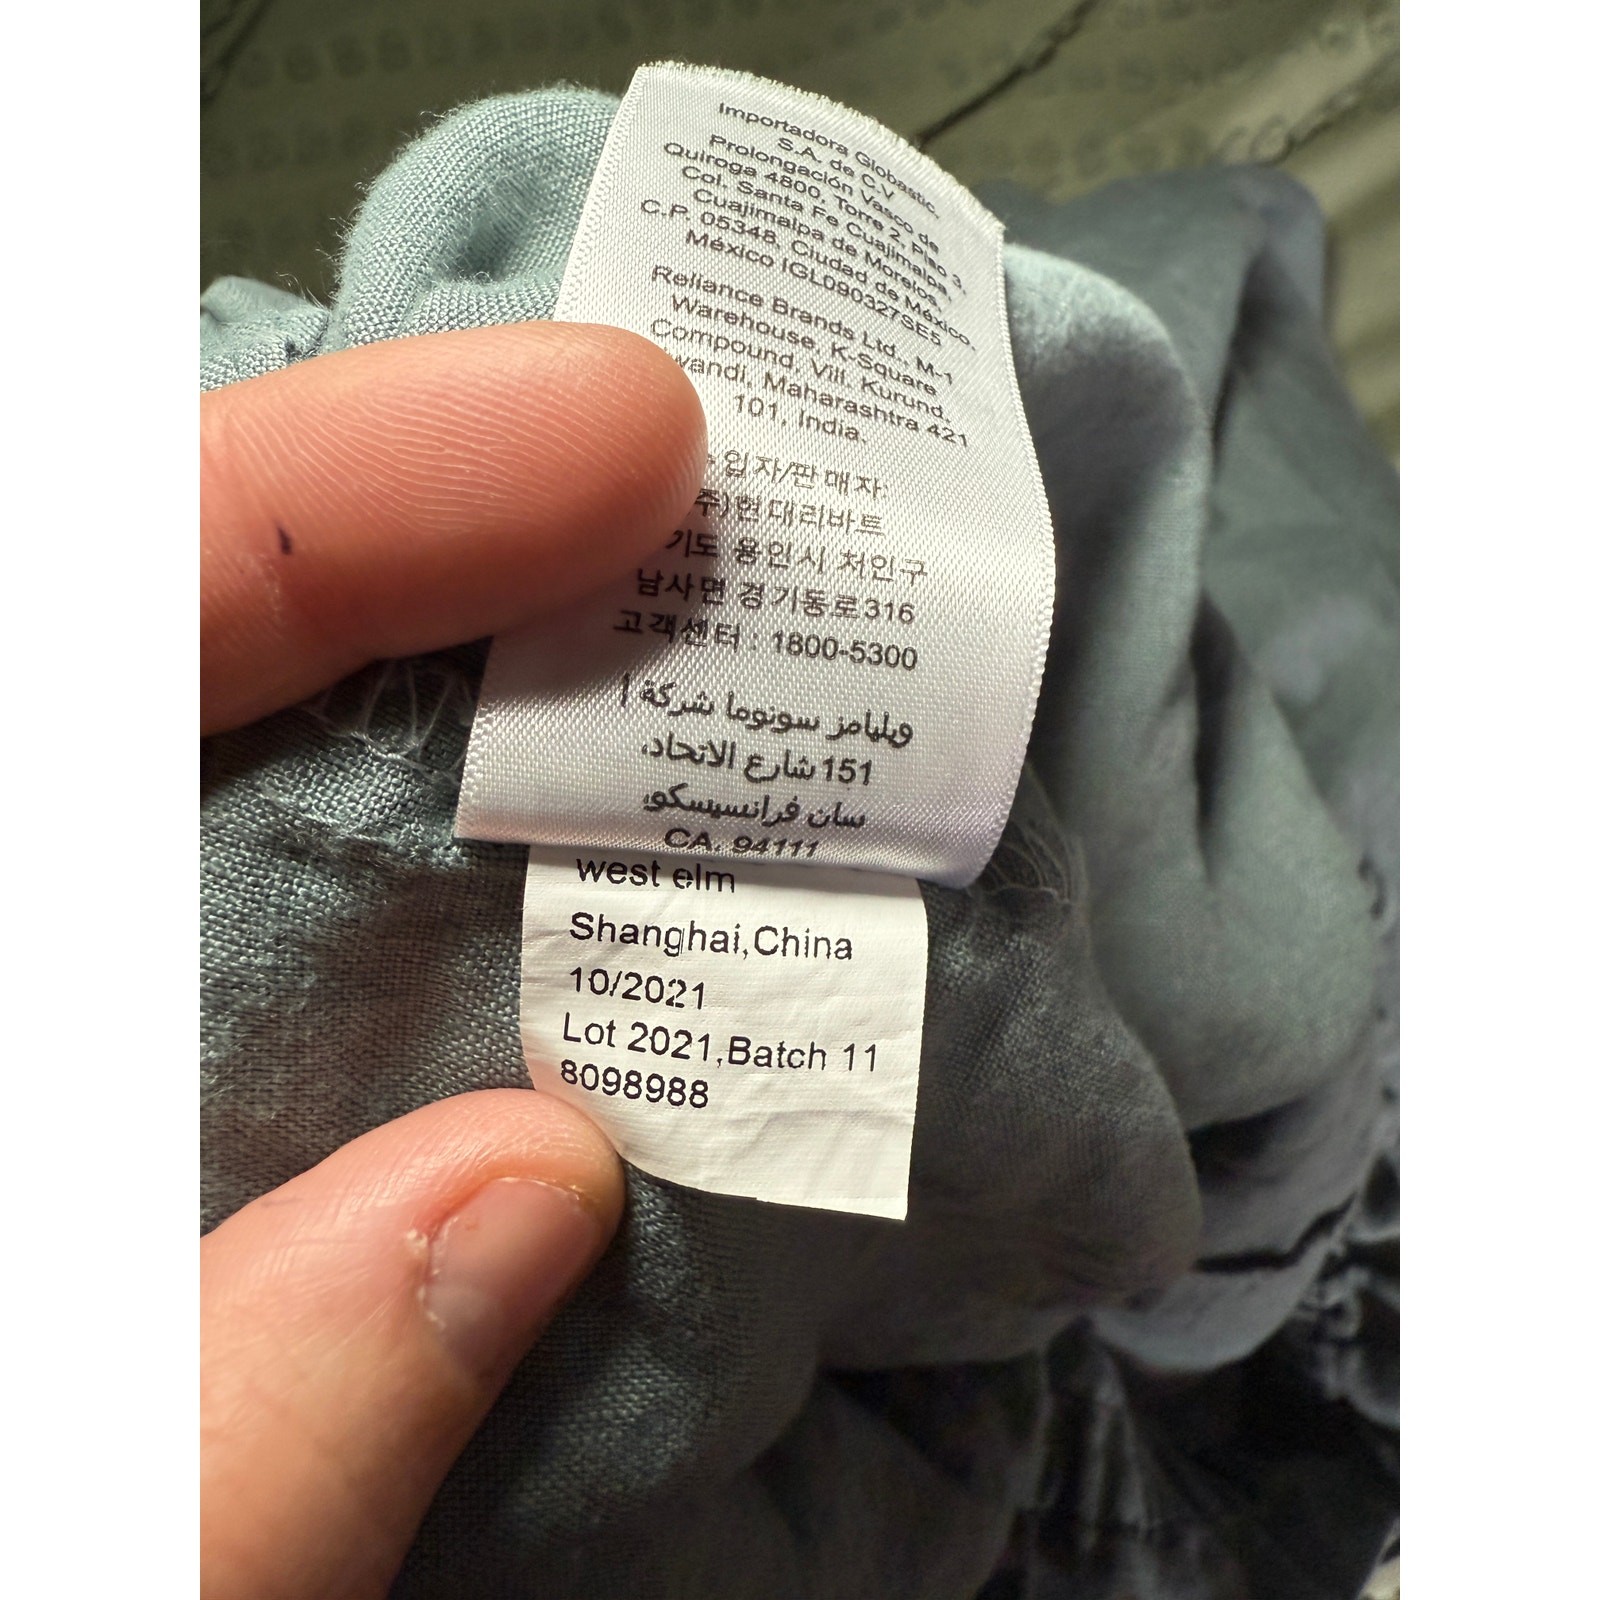 Importadora Globastic,
S.A. de C.V
Prolongación Vasco de
Quiroga 4800, Torre 2, Piso 3,
Col. Santa Fe Cuajimalpa,
Cuajimalpa de Morelos,
C.P. 05348, Ciudad de México,
México IGL090327SE5
Reliance Brands Ltd., M-1
Warehouse, K-Square
Compound, Vill. Kurund,
wandi, Maharashtra 421
101, India.
입자/판매자:
주)현대리바트
기도 용인시 처인구
남사면 경기동로316
고객센터 : 1800-5300
ويليامز سونوما شركة |
151 شارع الاتحاد،
سان فرانسيسكو،
CA. 94111
west elm
Shanghai,China
10/2021
Lot 2021,Batch 11
8098988